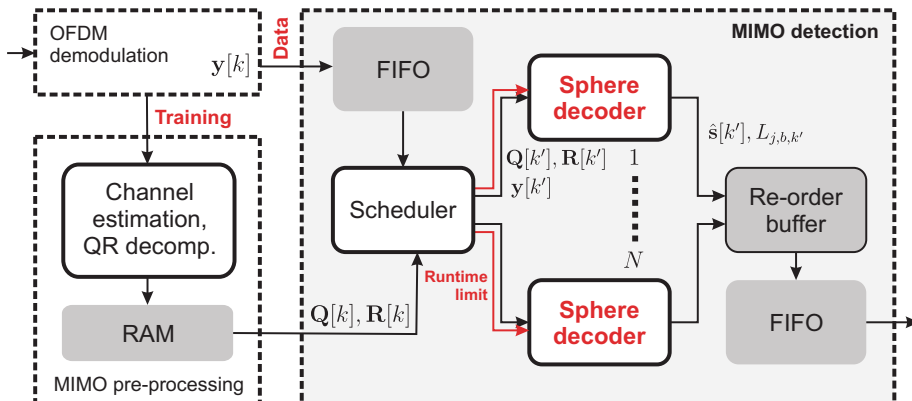 OFDM
demodulation
y[k]
Data
Training
MIMO detection
FIFO
Sphere
decoder
ŝ[k′], L_{j,b,k′}
Q[k′], R[k′]
y[k′]
1
Channel
estimation,
QR decomp.
Scheduler
Re-order
buffer
N
Runtime
limit
Q[k], R[k]
Sphere
decoder
RAM
FIFO
MIMO pre-processing